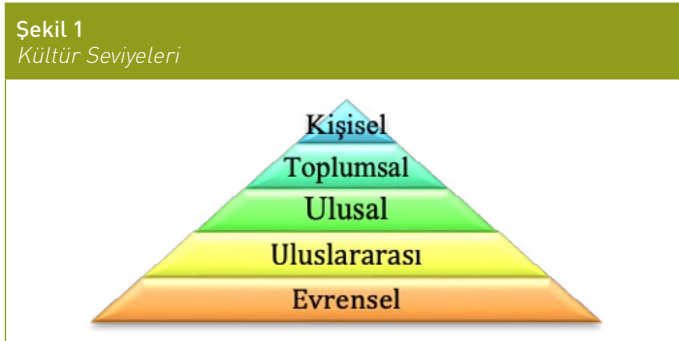 Şekil 1
Kültür Seviyeleri
Kişisel
Toplumsal
Ulusal
Uluslararası
Evrensel